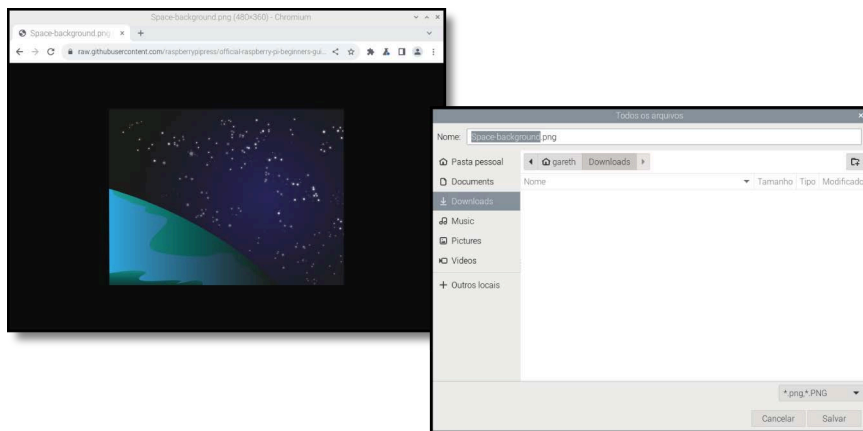 Space-background.png (480×360) - Chromium
Space-background.png
raw.githubusercontent.com/raspberrypipress/official-raspberry-pi-beginners-gui...
Todos os arquivos
Nome: Space-background.png
Pasta pessoal
gareth Downloads
Documents
Nome Tamanho Tipo Modificado
Downloads
Music
Pictures
Videos
Outros locais
*.png,*.PNG
Cancelar Salvar